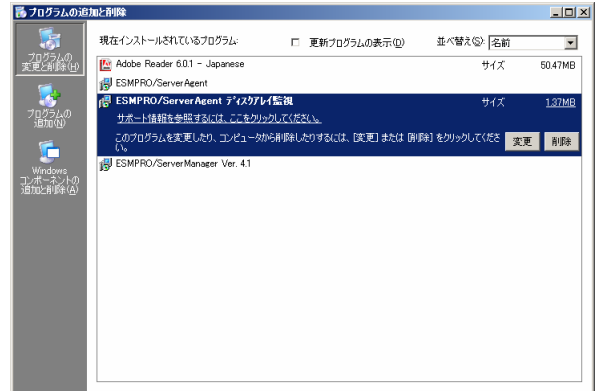 プログラムの追加と削除
プログラムの
変更と削除(H)
プログラムの
追加(N)
Windows
コンポーネントの
追加と削除(A)
現在インストールされているプログラム:
更新プログラムの表示(D)
並べ替え(S): 名前
Adobe Reader 6.0.1 - Japanese サイズ 50.47MB
ESMPRO/ServerAgent
ESMPRO/ServerAgent ディスクアレイ監視 サイズ 1.37MB
サポート情報を参照するには、ここをクリックしてください。
このプログラムを変更したり、コンピュータから削除したりするには、[変更] または [削除] をクリックしてくださ
い。
変更 削除
ESMPRO/ServerManager Ver. 4.1